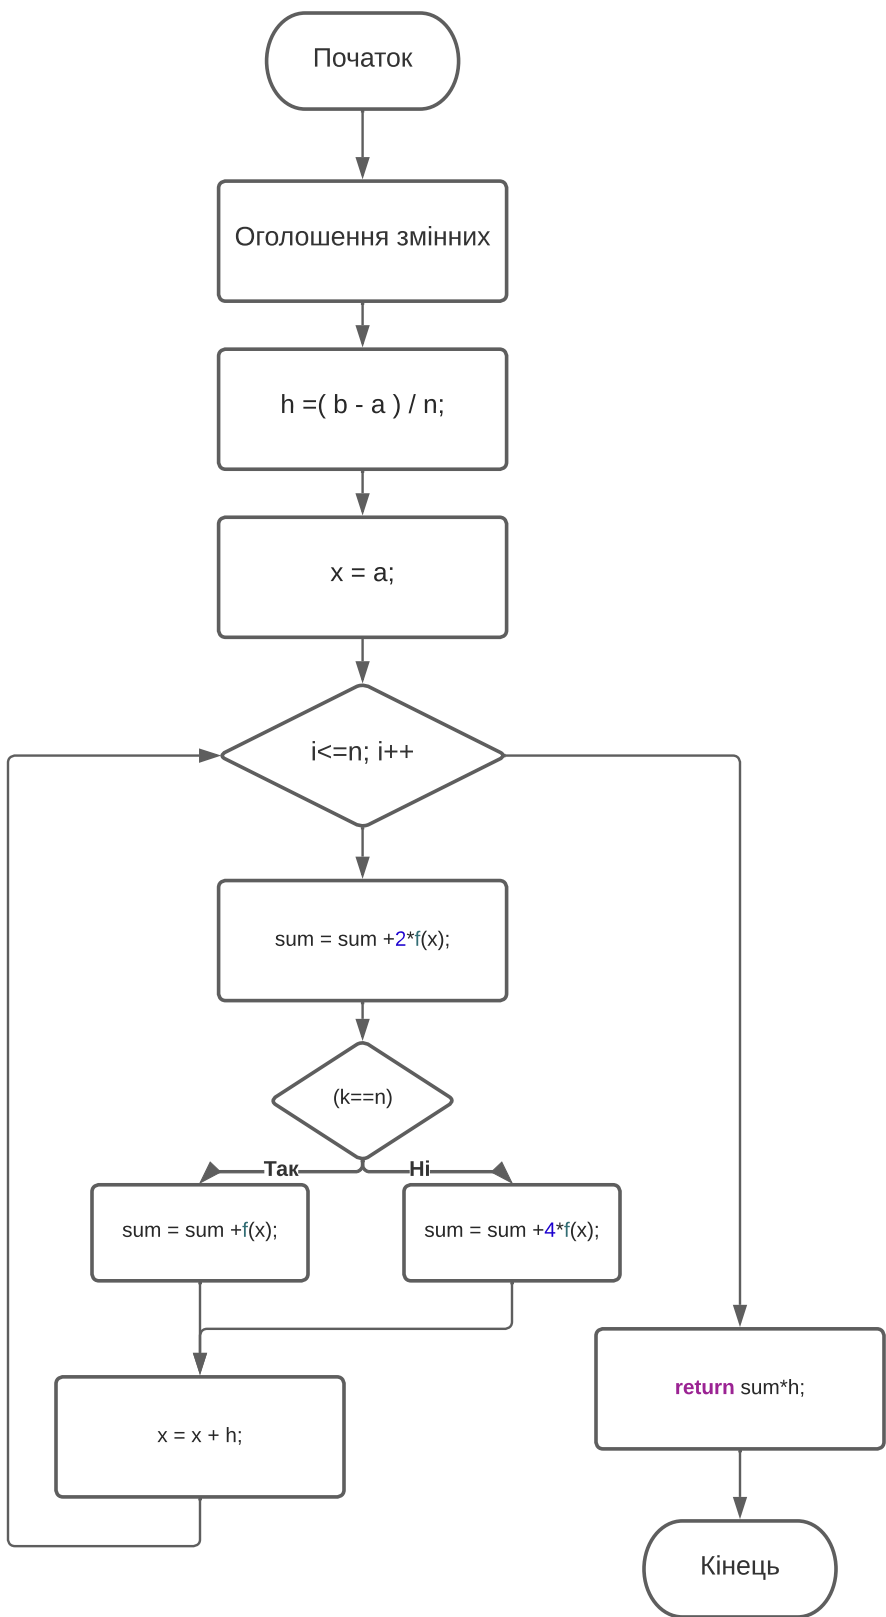 Початок
Оголошення змінних
h =( b - a ) / n;
x = a;
i<=n; i++
sum = sum +2*f(x);
(k==n)
Так
Ні
sum = sum +f(x);
sum = sum +4*f(x);
x = x + h;
return sum*h;
Кінець